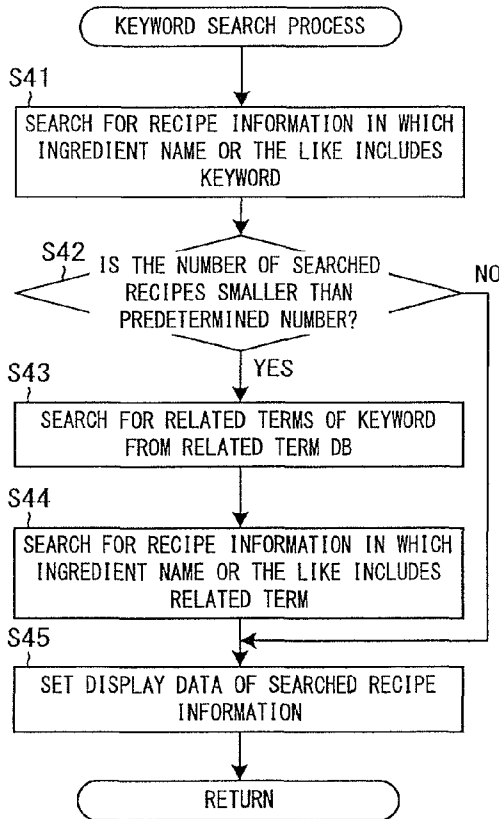 KEYWORD SEARCH PROCESS
S41
SEARCH FOR RECIPE INFORMATION IN WHICH
INGREDIENT NAME OR THE LIKE INCLUDES
KEYWORD
S42
IS THE NUMBER OF SEARCHED
RECIPES SMALLER THAN
PREDETERMINED NUMBER?
NO
YES
S43
SEARCH FOR RELATED TERMS OF KEYWORD
FROM RELATED TERM DB
S44
SEARCH FOR RECIPE INFORMATION IN WHICH
INGREDIENT NAME OR THE LIKE INCLUDES
RELATED TERM
S45
SET DISPLAY DATA OF SEARCHED RECIPE
INFORMATION
RETURN